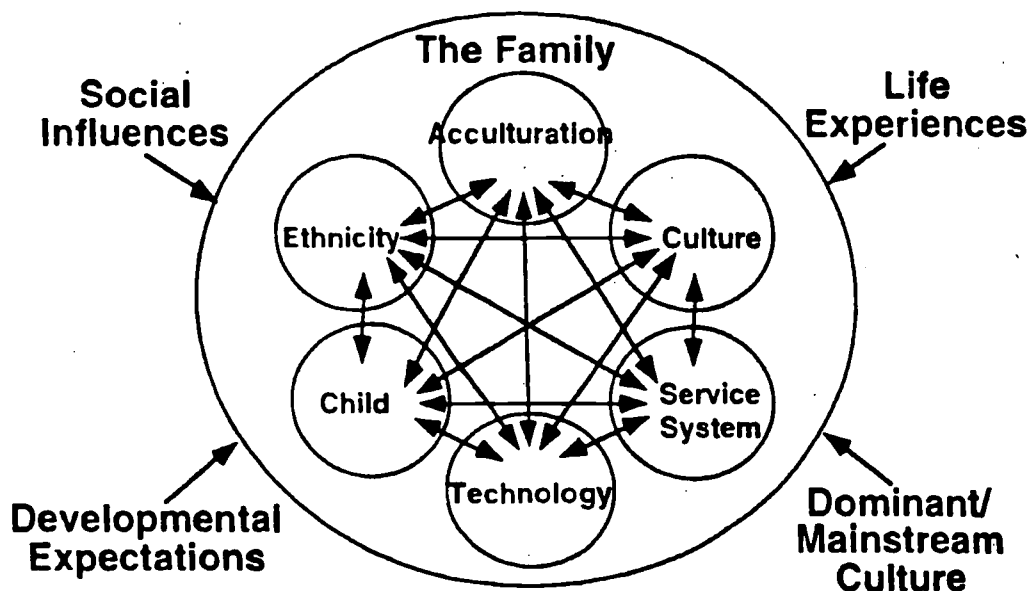 The Family
Social
Influences
Life
Experiences
Acculturation
Ethnicity
Culture
Child
Service
System
Technology
Developmental
Expectations
Dominant/
Mainstream
Culture